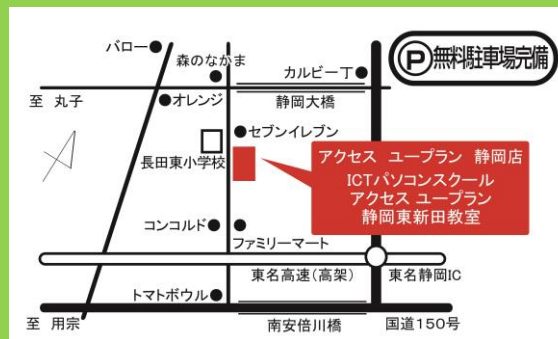 バロー
森のなかま
カルビー丁
P無料駐車場完備
至 丸子
オレンジ
静岡大橋
セブンイレブン
長田東小学校
アクセス ユープラン 静岡店
ICTパソコンスクール
アクセス ユープラン
静岡東新田教室
コンコルド
ファミリーマート
東名高速(高架)
東名静岡IC
トマトボウル
至 用宗
南安倍川橋
国道150号